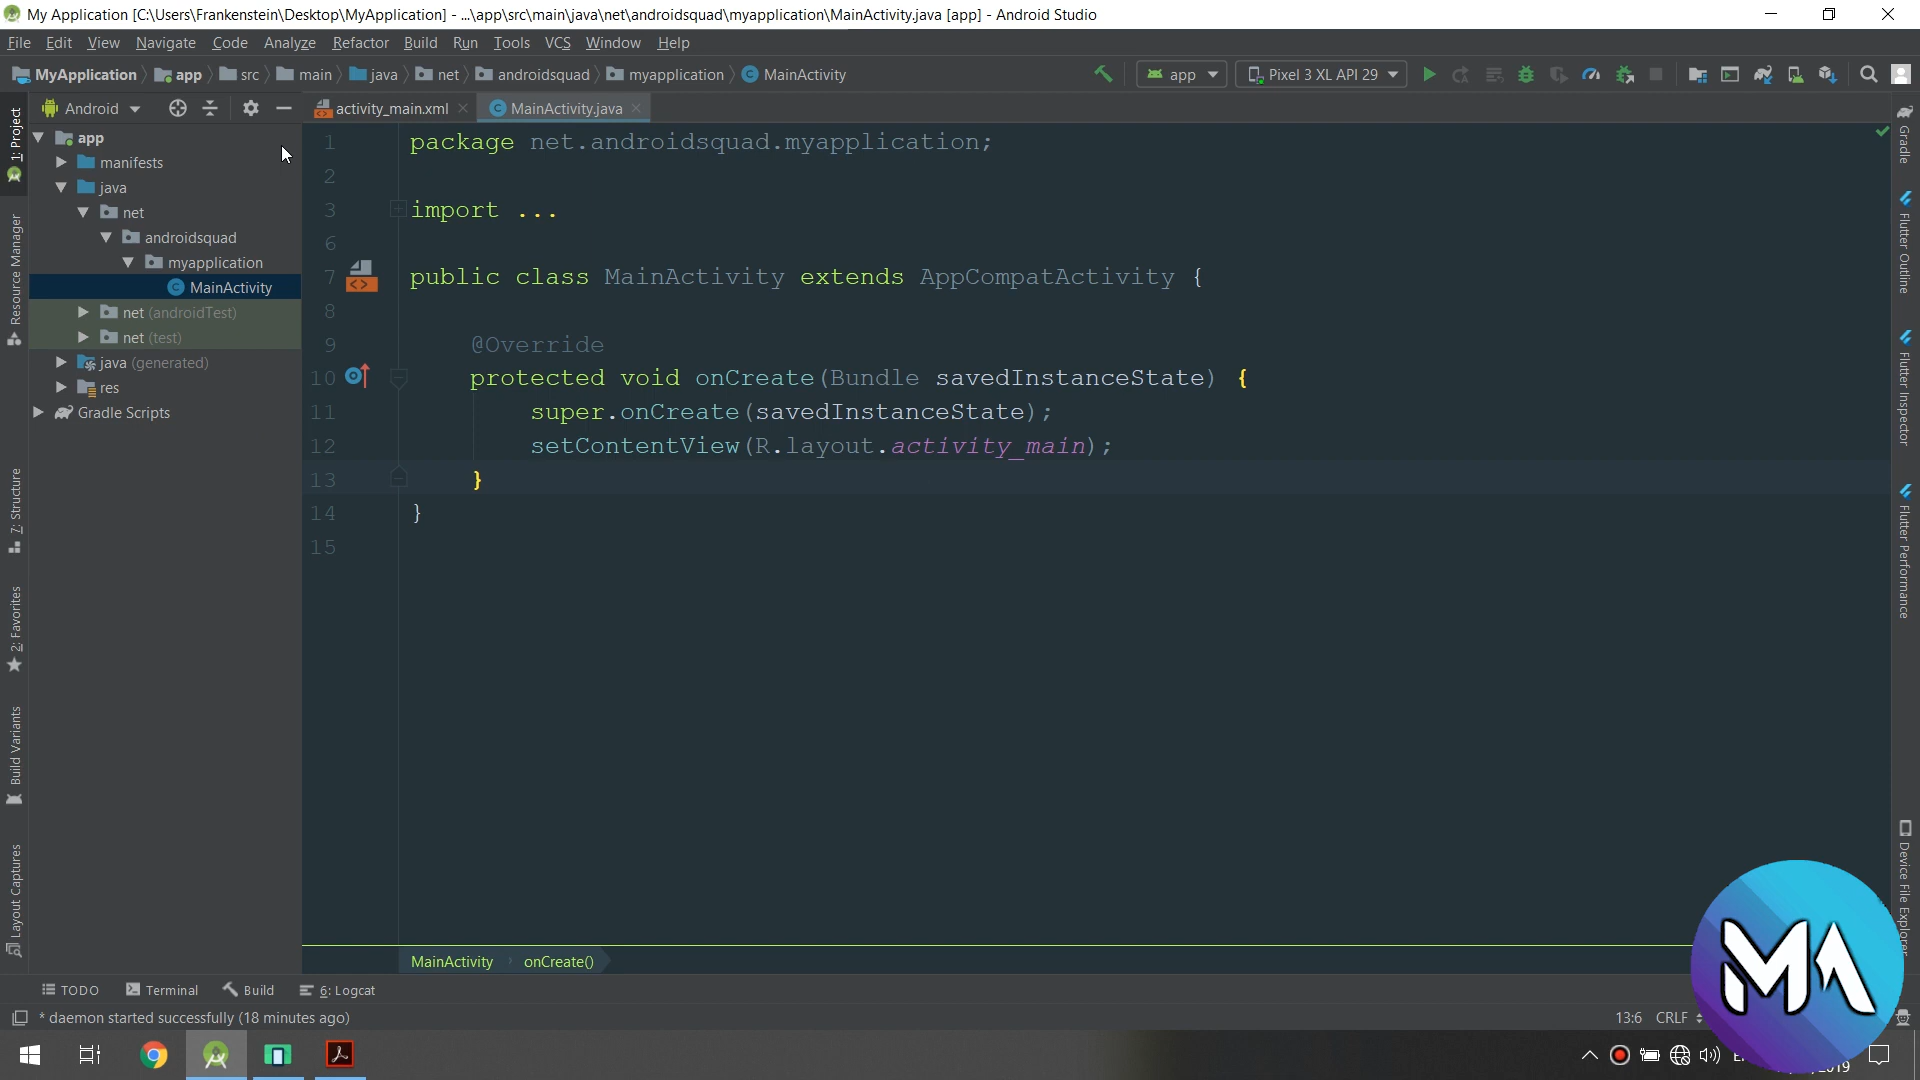 My Application [C:\Users\Frankenstein\Desktop\MyApplication] - ...\app\src\main\java\net\androidsquad\myapplication\MainActivity.java [app] - Android Studio
File Edit View Navigate Code Analyze Refactor Build Run Tools VCS Window Help
MyApplication app src main java net androidsquad myapplication MainActivity app Pixel 3 XL API 29
Android activity_main.xml MainActivity.java
app
manifests
java
net
androidsquad
myapplication
MainActivity
net (androidTest)
net (test)
java (generated)
res
Gradle Scripts
1: Project
Resource Manager
7: Structure
2: Favorites
Build Variants
Layout Captures
1 package net.androidsquad.myapplication;
2
3 import ...
6
7 public class MainActivity extends AppCompatActivity {
8
9 @Override
10 protected void onCreate(Bundle savedInstanceState) {
11 super.onCreate(savedInstanceState);
12 setContentView(R.layout.activity_main);
13 }
14 }
15
Gradle
Flutter Outline
Flutter Inspector
Flutter Performance
Device File Explorer
MainActivity onCreate()
TODO Terminal Build 6: Logcat
* daemon started successfully (18 minutes ago)
13:6 CRLF
MA